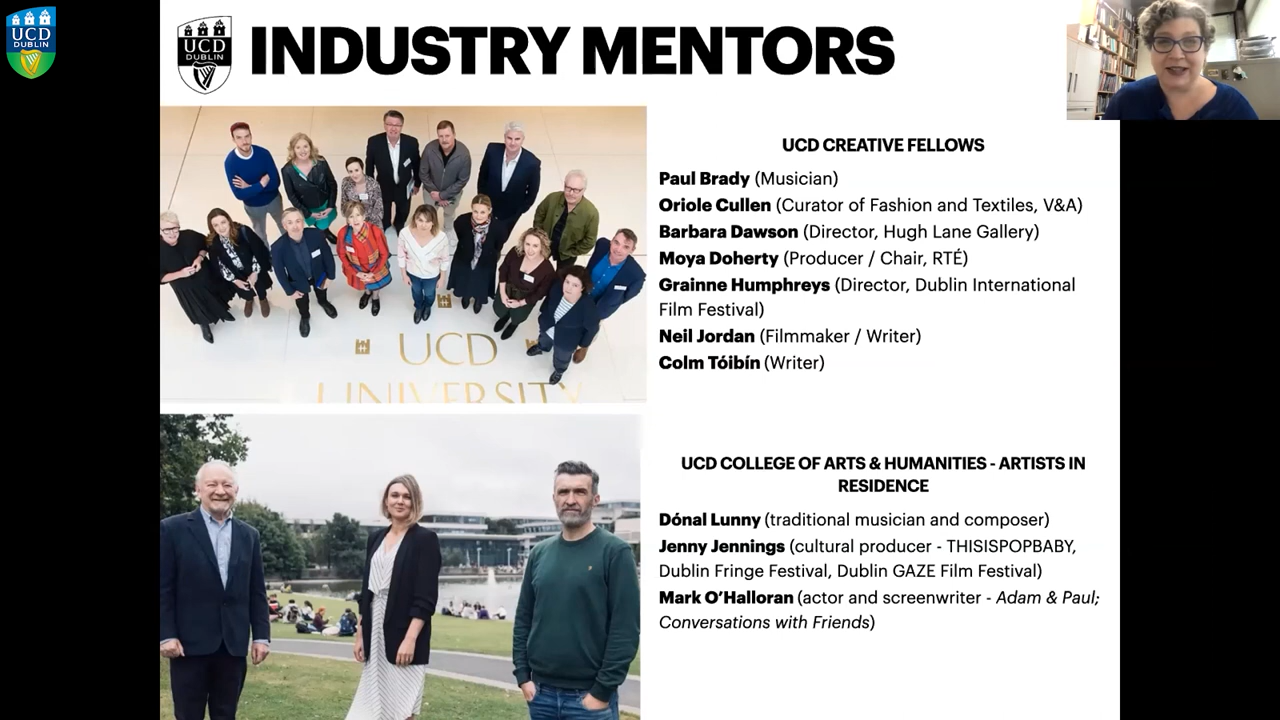 UCD
DUBLIN
UCD
DUBLIN
INDUSTRY MENTORS
UCD
UNIVERSITY
UCD CREATIVE FELLOWS
Paul Brady (Musician)
Oriole Cullen (Curator of Fashion and Textiles, V&A)
Barbara Dawson (Director, Hugh Lane Gallery)
Moya Doherty (Producer / Chair, RTÉ)
Grainne Humphreys (Director, Dublin International
Film Festival)
Neil Jordan (Filmmaker / Writer)
Colm Tóibín (Writer)
UCD COLLEGE OF ARTS & HUMANITIES - ARTISTS IN
RESIDENCE
Dónal Lunny (traditional musician and composer)
Jenny Jennings (cultural producer - THISISPOPBABY,
Dublin Fringe Festival, Dublin GAZE Film Festival)
Mark O’Halloran (actor and screenwriter - Adam & Paul;
Conversations with Friends)